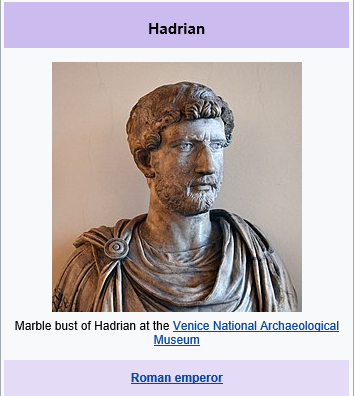 Hadrian
Marble bust of Hadrian at the Venice National Archaeological
Museum
Roman emperor